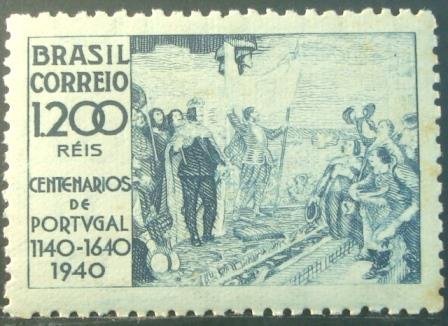 BRASIL
CORREIO
1.200
RÉIS
CENTENARIOS
DE
PORTVGAL
1140-1640
1940